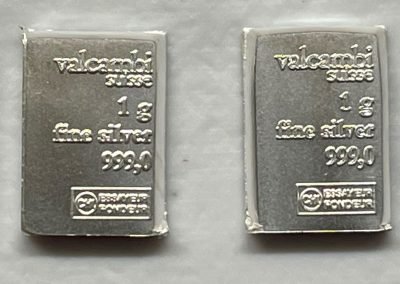 valcambi
suisse
1 g
fine silver
999,0
ESSAYEUR
FONDEUR
valcambi
suisse
1 g
fine silver
999,0
ESSAYEUR
FONDEUR